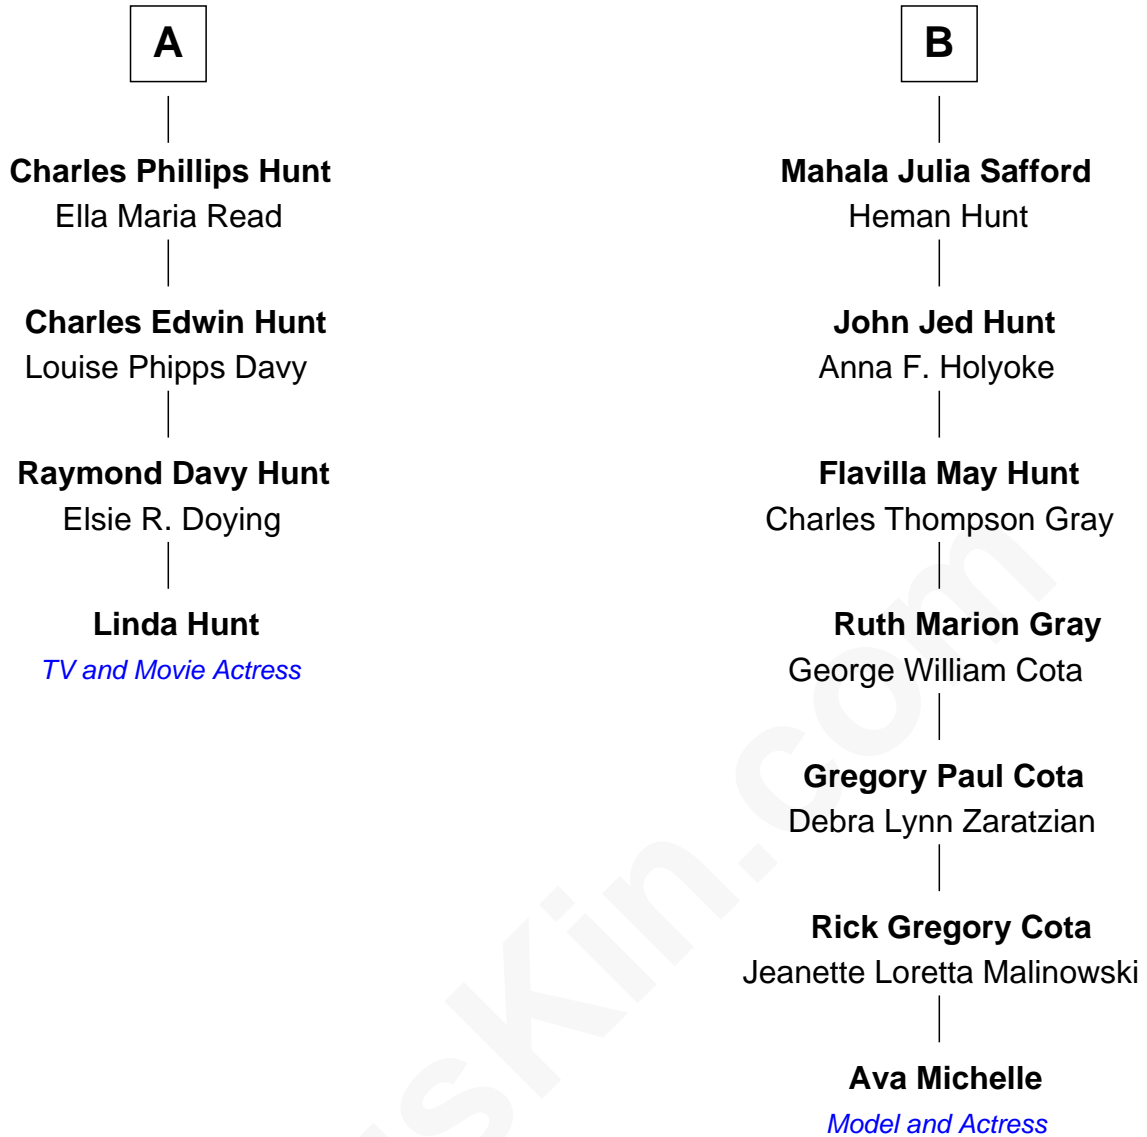 A
Charles Phillips Hunt
Ella Maria Read
Charles Edwin Hunt
Louise Phipps Davy
Raymond Davy Hunt
Elsie R. Doying
Linda Hunt
TV and Movie Actress
B
Mahala Julia Safford
Heman Hunt
John Jed Hunt
Anna F. Holyoke
Flavilla May Hunt
Charles Thompson Gray
Ruth Marion Gray
George William Cota
Gregory Paul Cota
Debra Lynn Zaratzian
Rick Gregory Cota
Jeanette Loretta Malinowski
Ava Michelle
Model and Actress
sKin.com